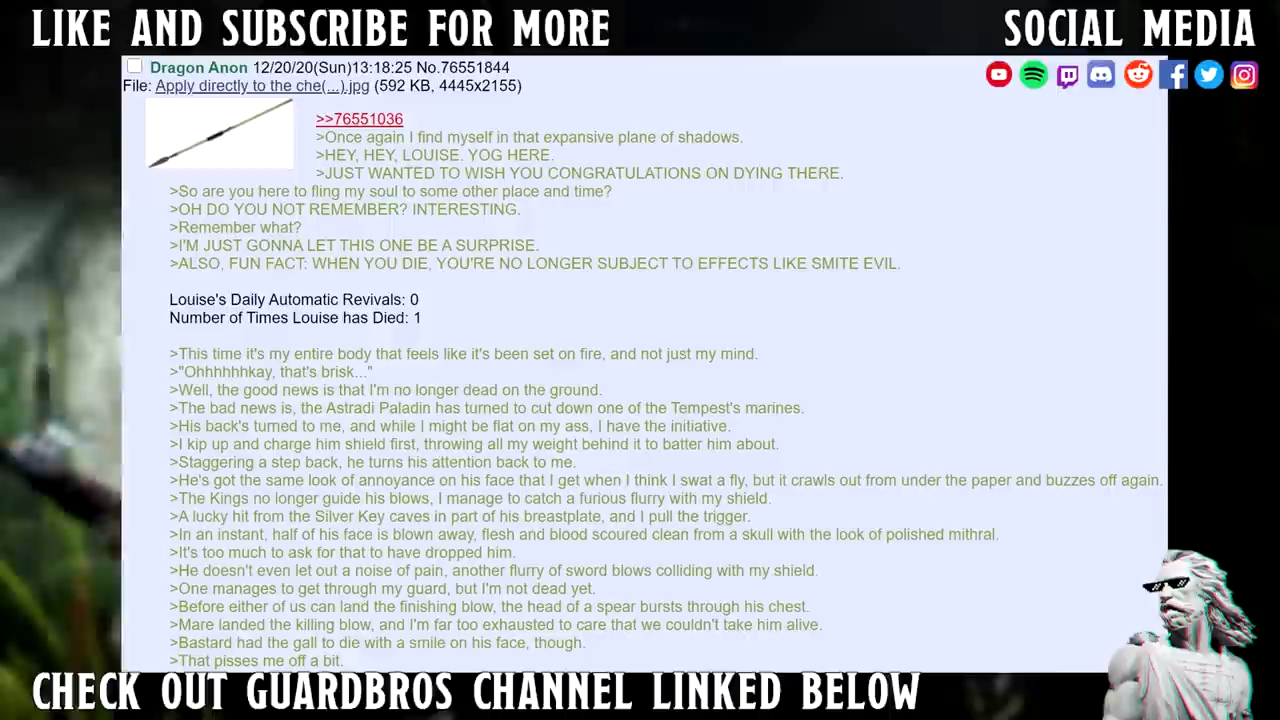 LIKE AND SUBSCRIBE FOR MORE
SOCIAL MEDIA
Dragon Anon 12/20/20(Sun)13:18:25 No.76551844
File: Apply directly to the che(...).jpg (592 KB, 4445x2155)
>>76551036
>Once again I find myself in that expansive plane of shadows.
>HEY, HEY, LOUISE. YOG HERE.
>JUST WANTED TO WISH YOU CONGRATULATIONS ON DYING THERE.
>So are you here to fling my soul to some other place and time?
>OH DO YOU NOT REMEMBER? INTERESTING.
>Remember what?
>I'M JUST GONNA LET THIS ONE BE A SURPRISE.
>ALSO, FUN FACT: WHEN YOU DIE, YOU'RE NO LONGER SUBJECT TO EFFECTS LIKE SMITE EVIL.
Louise's Daily Automatic Revivals: 0
Number of Times Louise has Died: 1
>This time it's my entire body that feels like it's been set on fire, and not just my mind.
>"Ohhhhhhkay, that's brisk..."
>Well, the good news is that I'm no longer dead on the ground.
>The bad news is, the Astradi Paladin has turned to cut down one of the Tempest's marines.
>His back's turned to me, and while I might be flat on my ass, I have the initiative.
>I kip up and charge him shield first, throwing all my weight behind it to batter him about.
>Staggering a step back, he turns his attention back to me.
>He's got the same look of annoyance on his face that I get when I think I swat a fly, but it crawls out from under the paper and buzzes off again.
>The Kings no longer guide his blows, I manage to catch a furious flurry with my shield.
>A lucky hit from the Silver Key caves in part of his breastplate, and I pull the trigger.
>In an instant, half of his face is blown away, flesh and blood scoured clean from a skull with the look of polished mithral.
>It's too much to ask for that to have dropped him.
>He doesn't even let out a noise of pain, another flurry of sword blows colliding with my shield.
>One manages to get through my guard, but I'm not dead yet.
>Before either of us can land the finishing blow, the head of a spear bursts through his chest.
>Mare landed the killing blow, and I'm far too exhausted to care that we couldn't take him alive.
>Bastard had the gall to die with a smile on his face, though.
>That pisses me off a bit.
CHECK OUT GUARDBROS CHANNEL LINKED BELOW